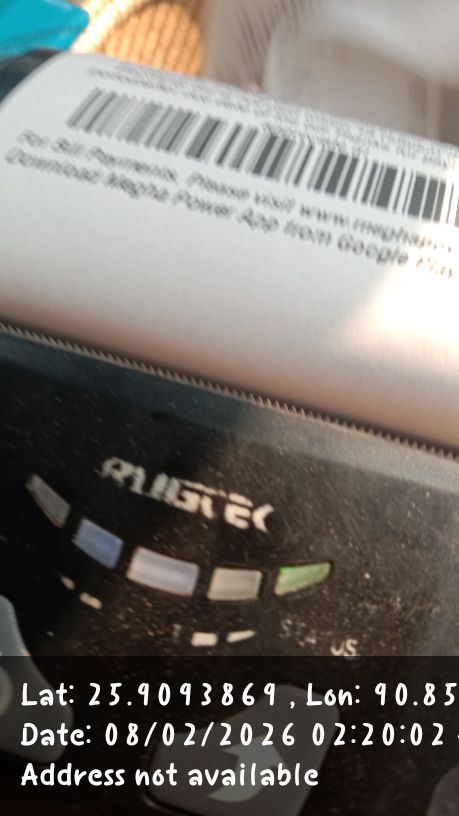 For Bill Payments, Please visit www.meghapo
Download Megha Power App from Google Play
RUGTEK
STATUS
Lat: 25.9093869 , Lon: 90.85
Date: 08/02/2026 02:20:02
Address not available